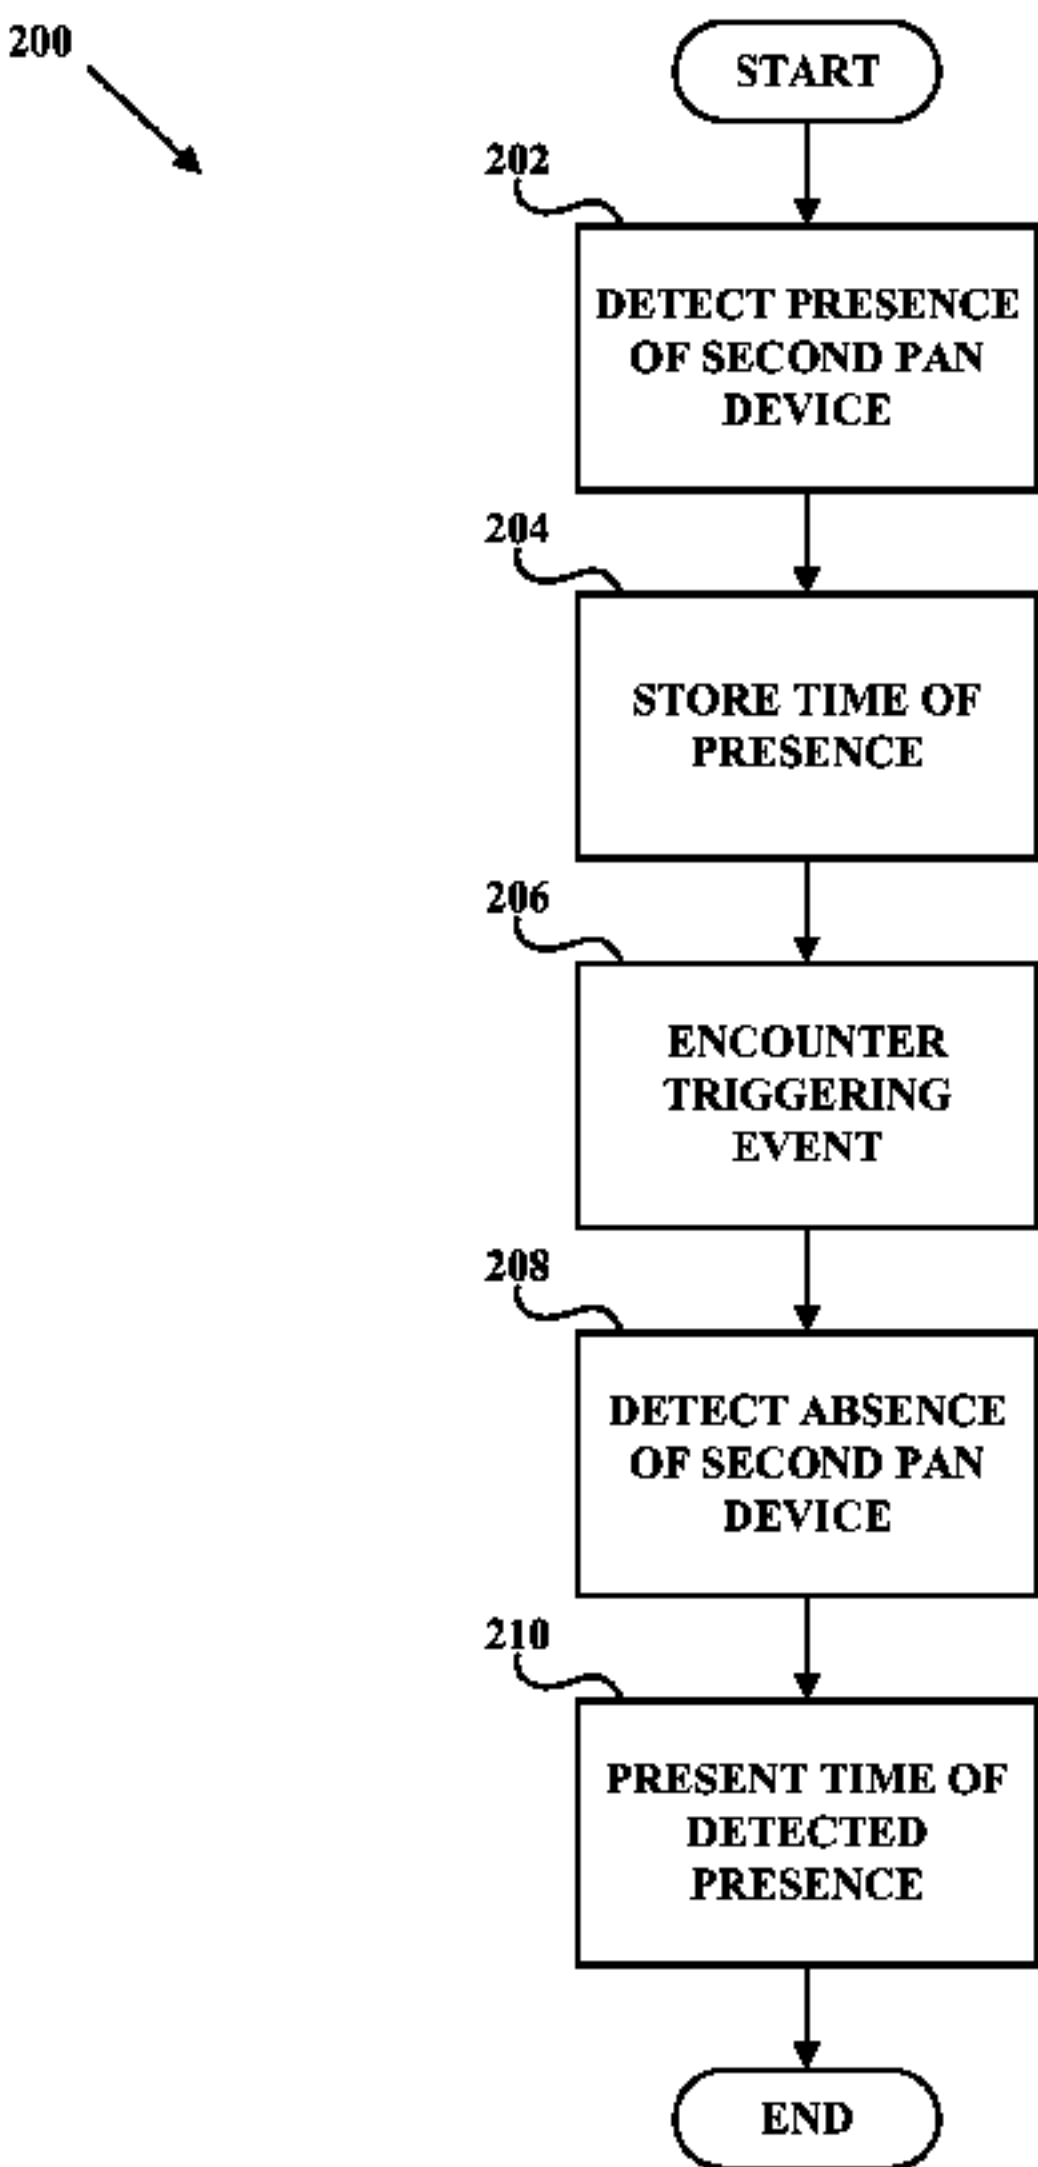 200
START
202
DETECT PRESENCE
OF SECOND PAN
DEVICE
204
STORE TIME OF
PRESENCE
206
ENCOUNTER
TRIGGERING
EVENT
208
DETECT ABSENCE
OF SECOND PAN
DEVICE
210
PRESENT TIME OF
DETECTED
PRESENCE
END